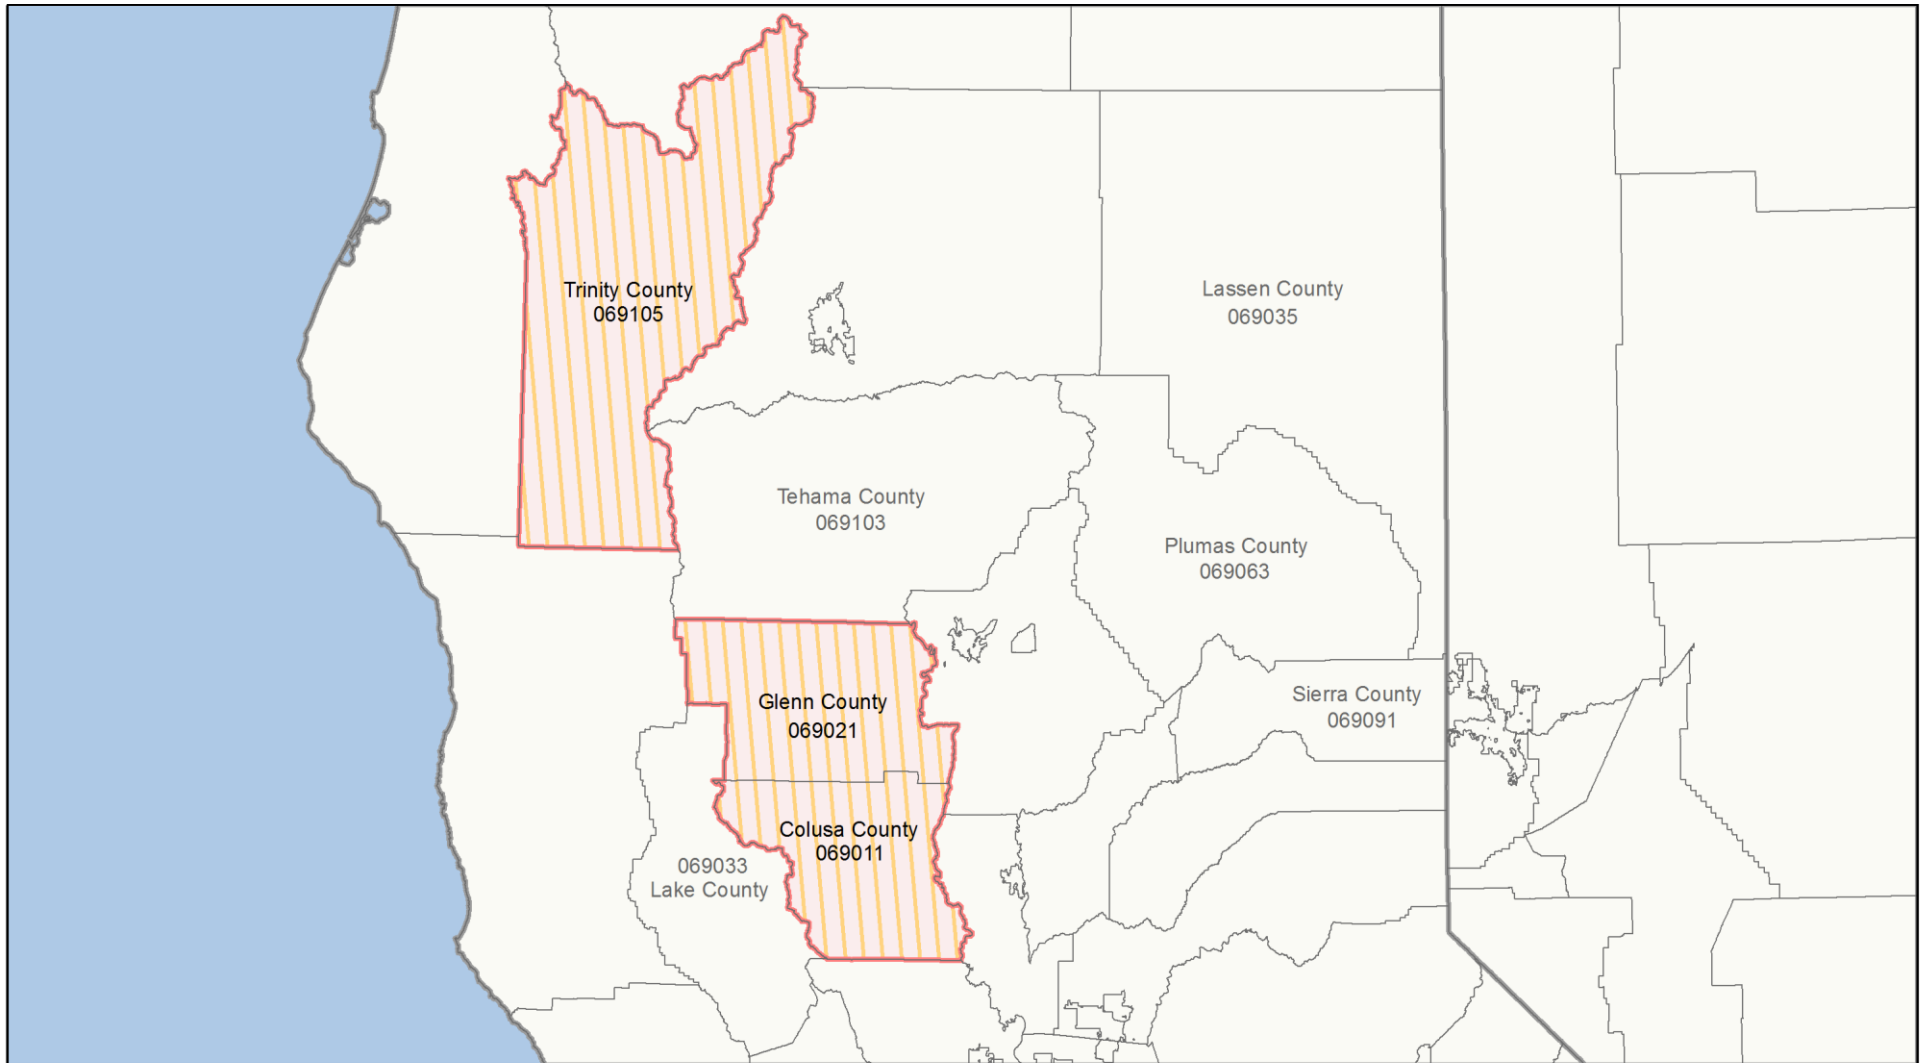 Trinity County
069105
Lassen County
069035
Tehama County
069103
Plumas County
069063
Glenn County
069021
Sierra County
069091
Colusa County
069011
069033
Lake County